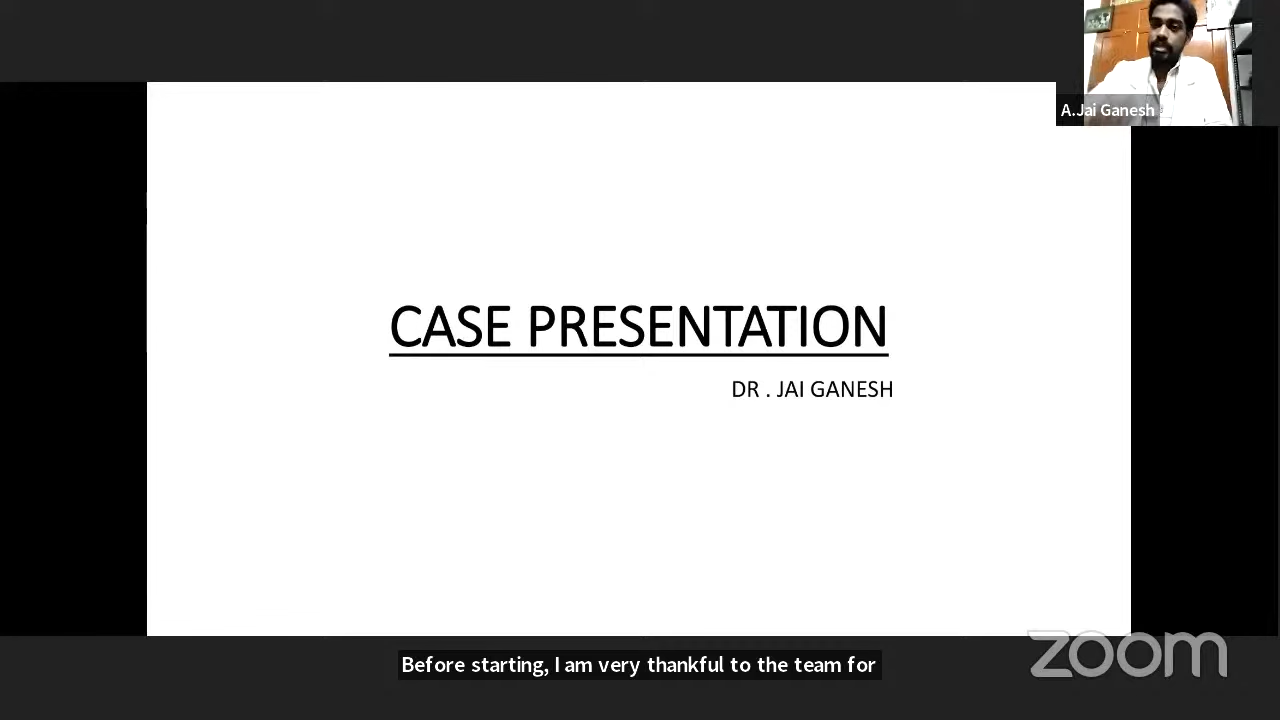 A.Jai Ganesh
CASE PRESENTATION
DR . JAI GANESH
Before starting, I am very thankful to the team for
zoom